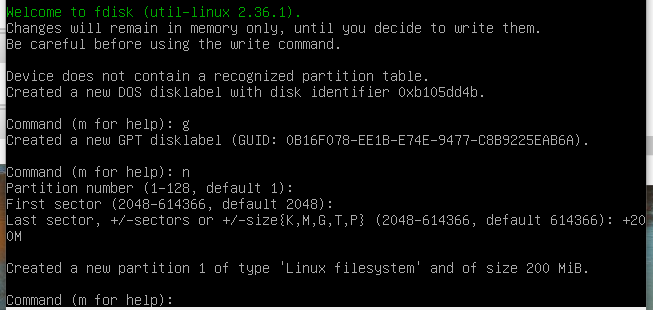 Welcome to fdisk (util-linux 2.36.1).
Changes will remain in memory only, until you decide to write them.
Be careful before using the write command.
Device does not contain a recognized partition table.
Created a new DOS disklabel with disk identifier 0xb105dd4b.
Command (m for help): g
Created a new GPT disklabel (GUID: 0B16F078-EE1B-E74E-9477-C8B9225EAB6A).
Command (m for help): n
Partition number (1-128, default 1):
First sector (2048-614366, default 2048):
Last sector, +/-sectors or +/-size{K,M,G,T,P} (2048-614366, default 614366): +20
0M
Created a new partition 1 of type 'Linux filesystem' and of size 200 MiB.
Command (m for help):